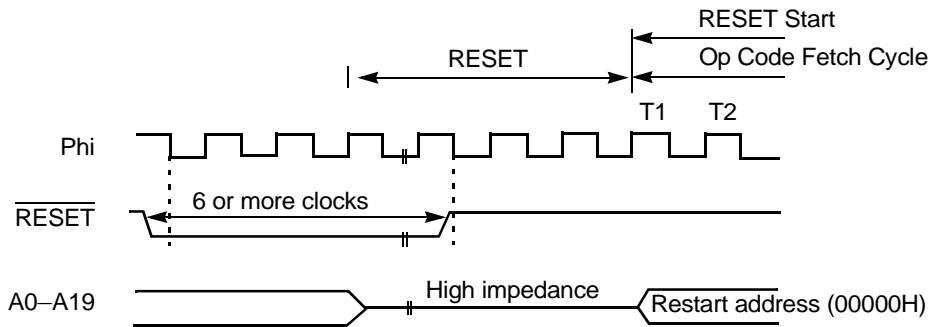 RESET Start
RESET
Op Code Fetch Cycle
T1 T2
Phi
RESET
6 or more clocks
A0–A19
High impedance
Restart address (00000H)